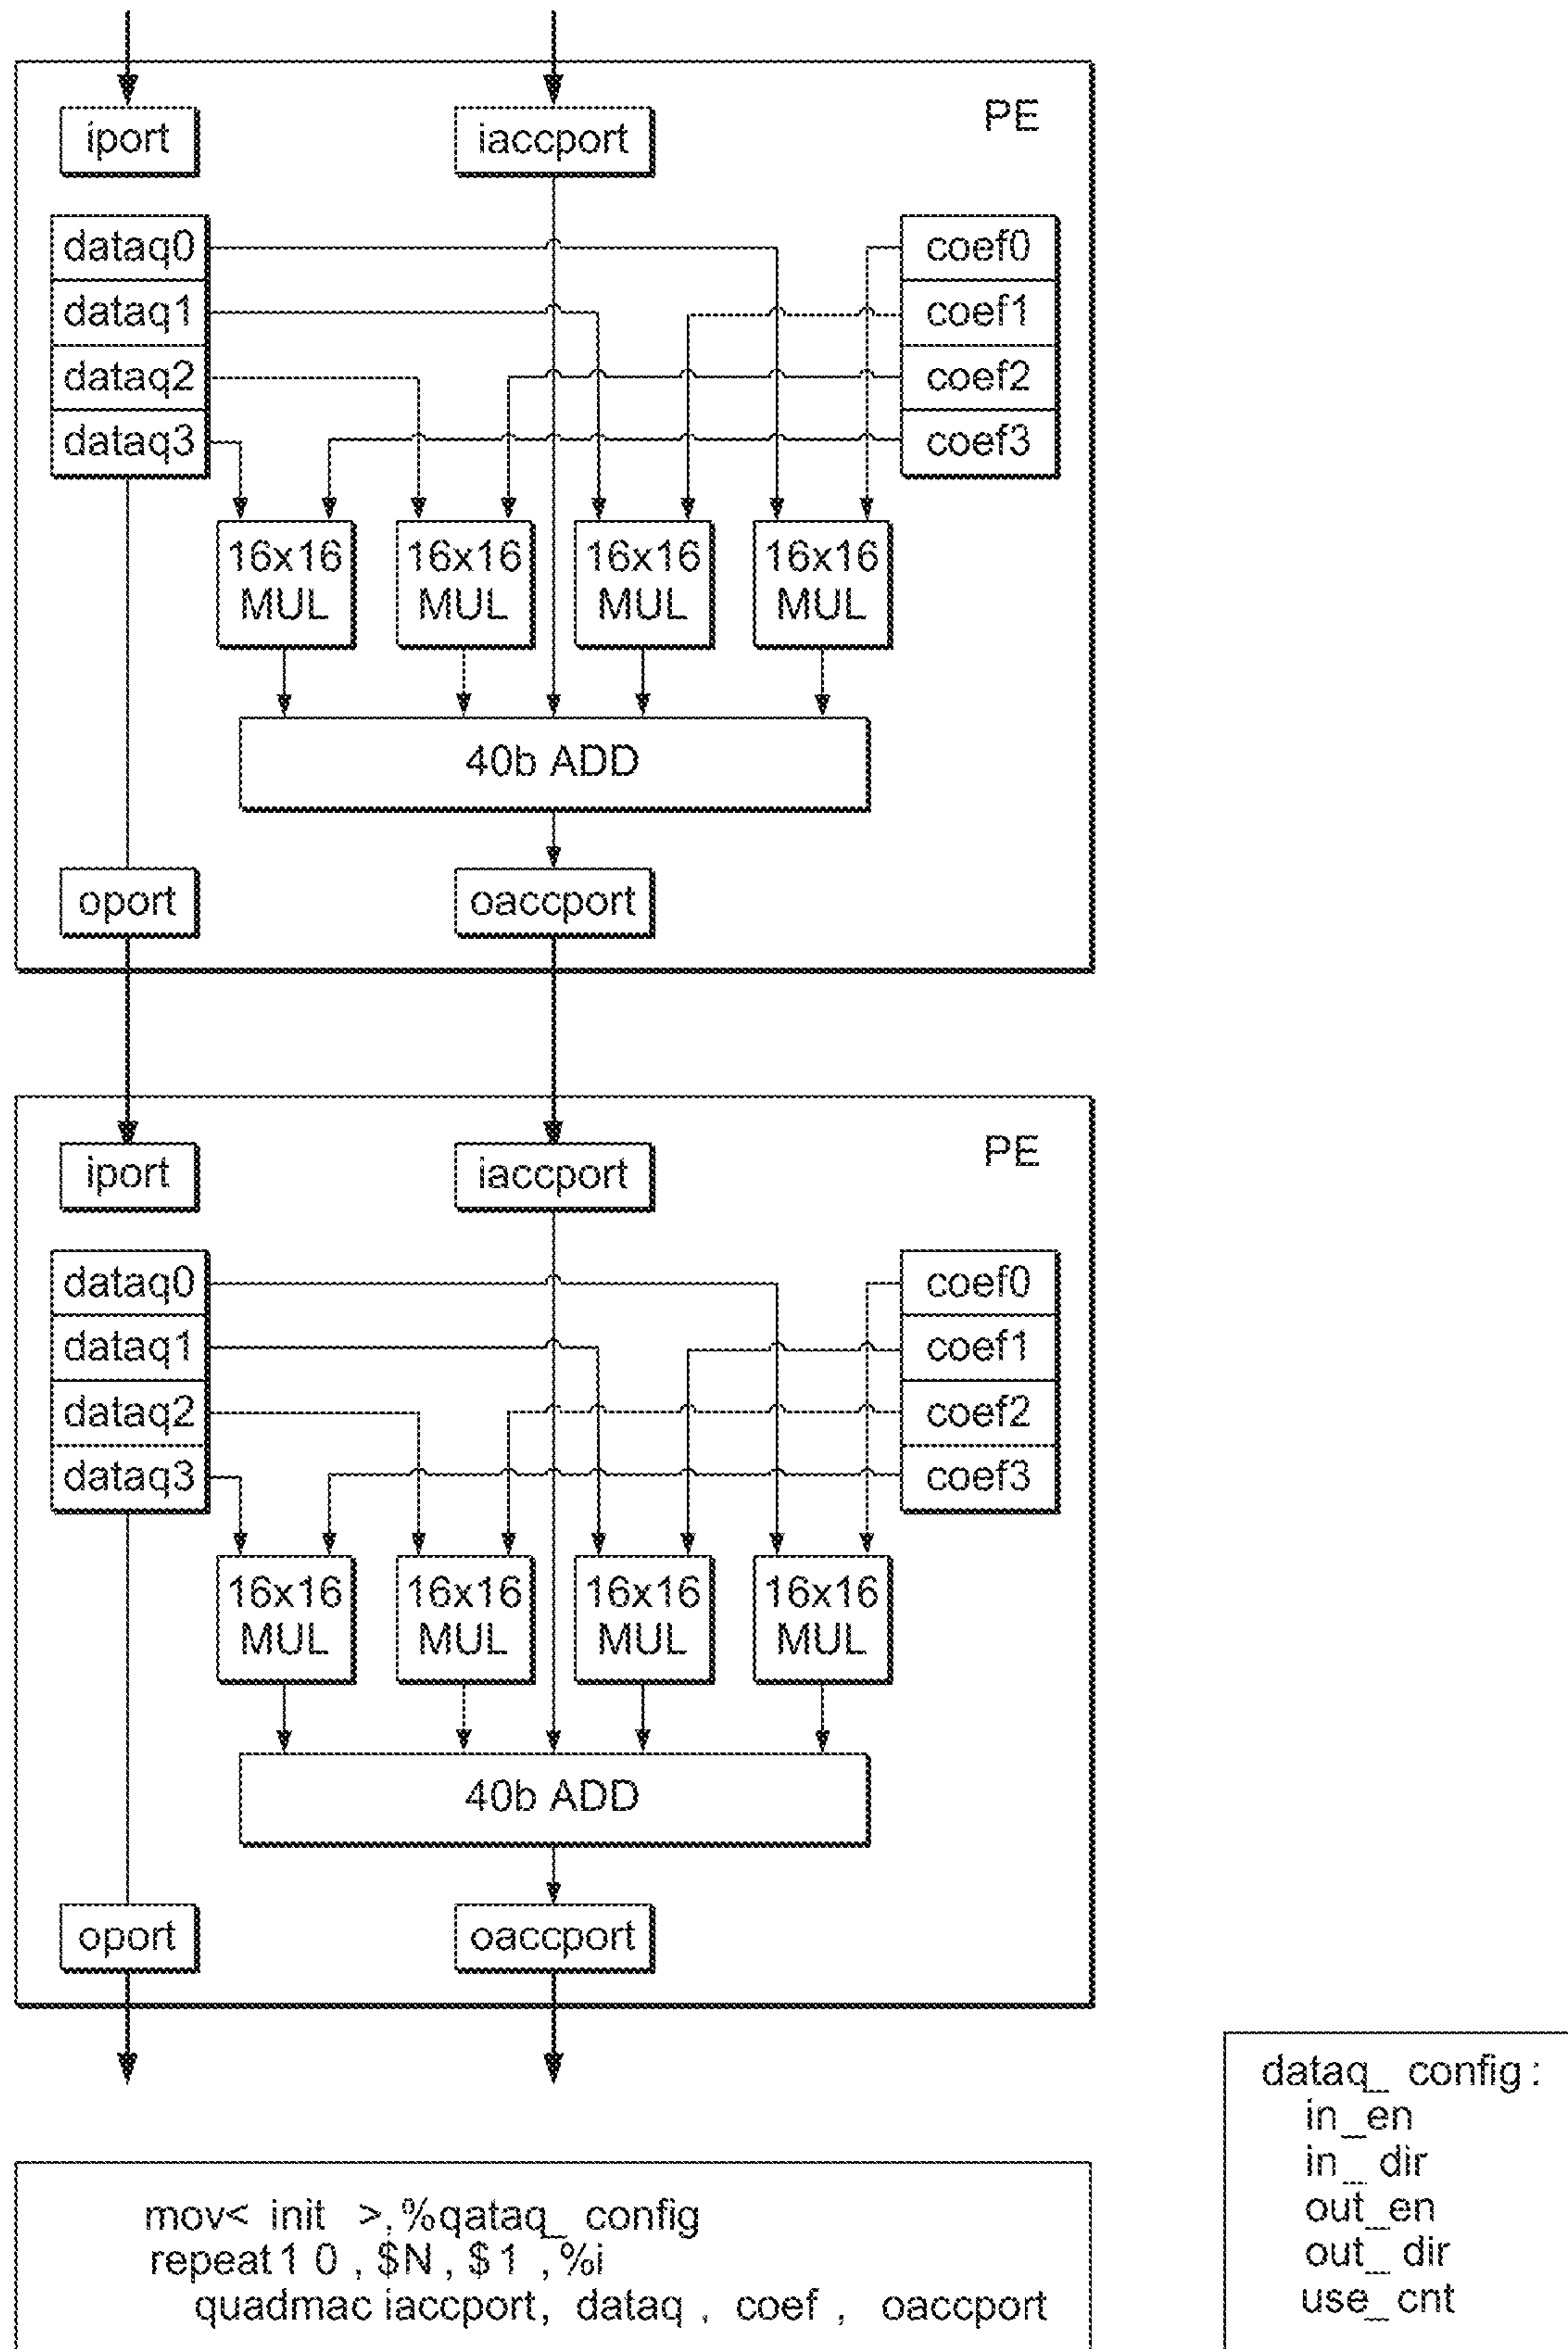 PE
iport
iaccport
dataq0
coef0
dataq1
coef1
dataq2
coef2
dataq3
coef3
16x16
MUL
16x16
MUL
16x16
MUL
16x16
MUL
40b ADD
oport
oaccport
PE
iport
iaccport
dataq0
coef0
dataq1
coef1
dataq2
coef2
dataq3
coef3
16x16
MUL
16x16
MUL
16x16
MUL
16x16
MUL
40b ADD
oport
oaccport
mov< init >,%qataq_ config
repeat1 0 , $N , $1 , %i
quadmac iaccport, dataq , coef , oaccport
dataq_ config :
in_en
in_ dir
out_en
out_ dir
use_ cnt